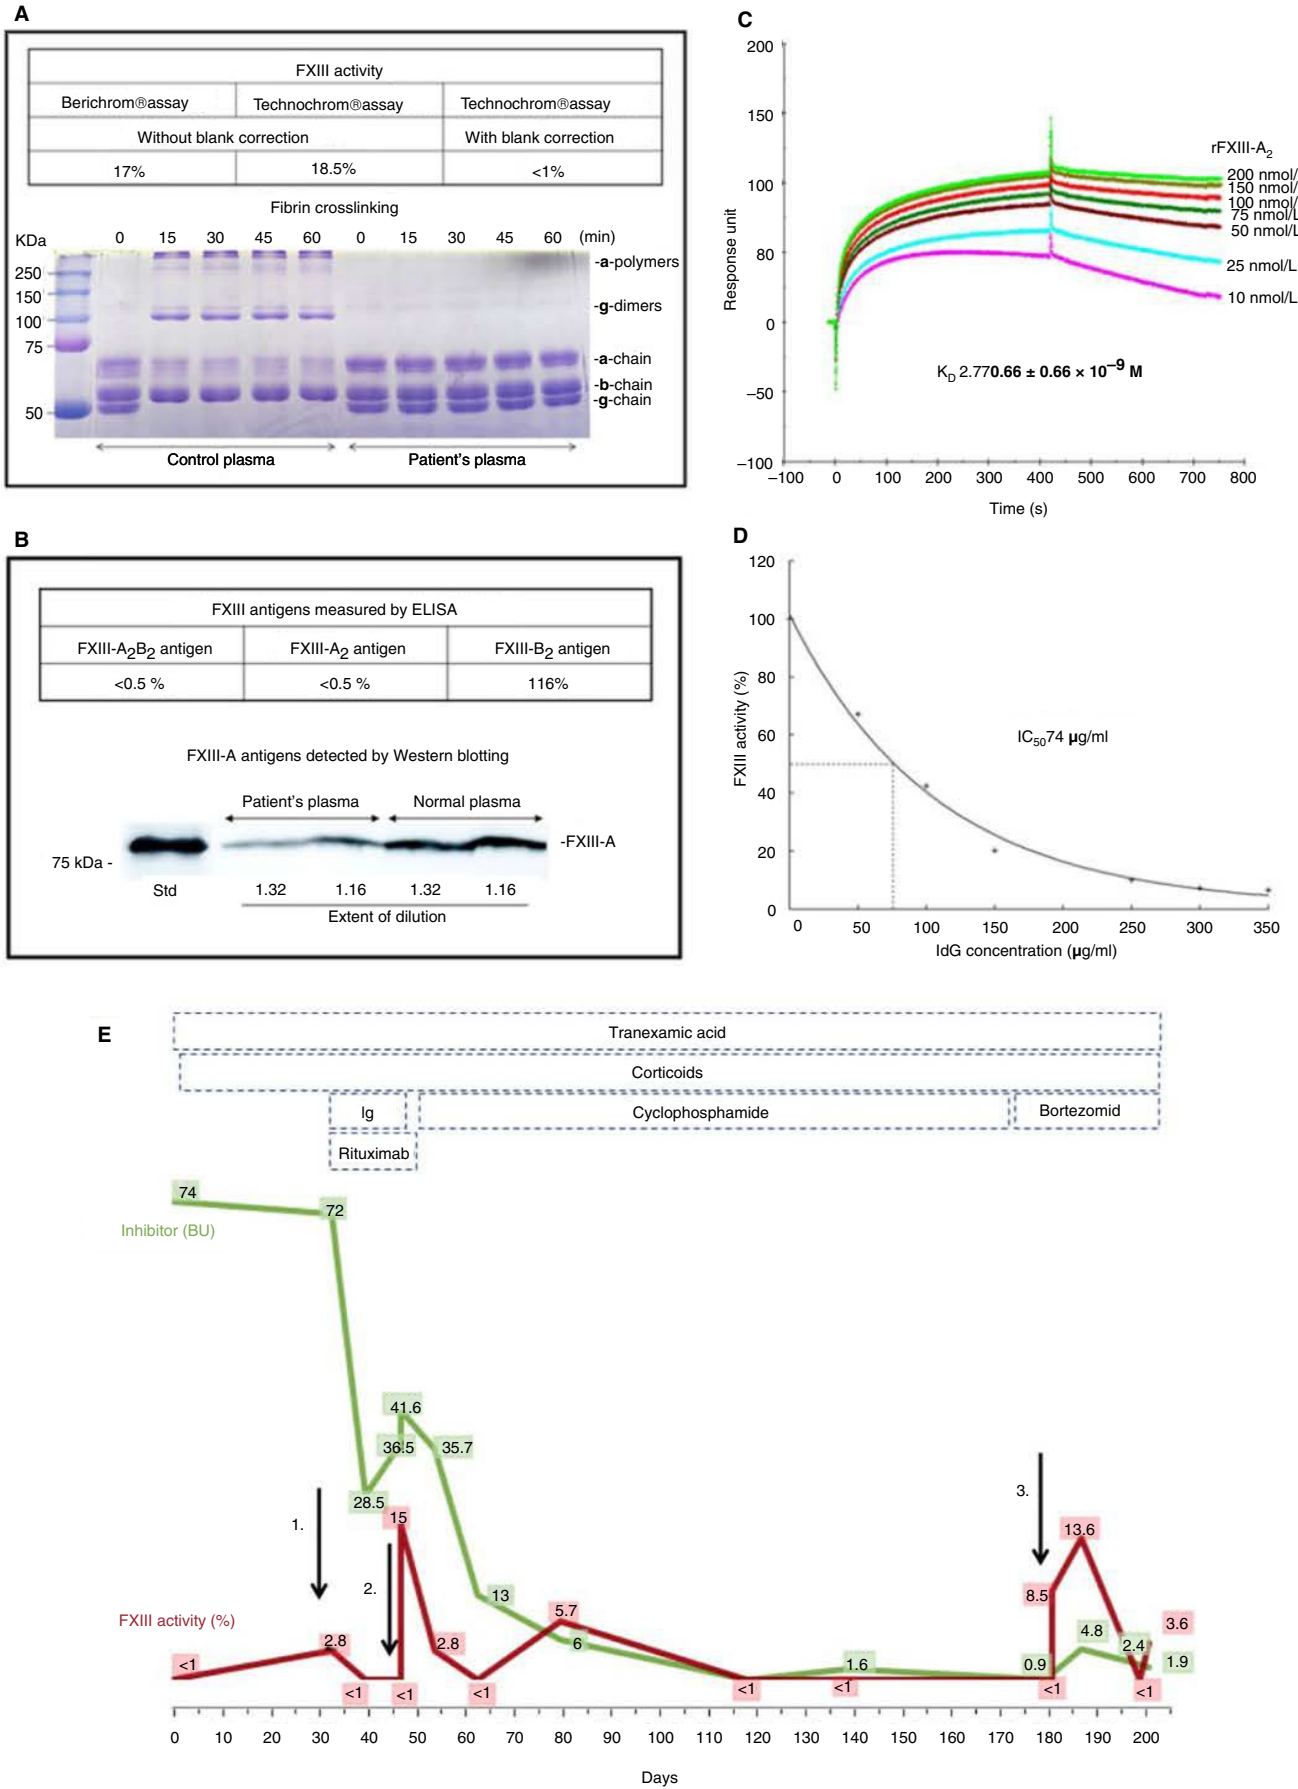 A
FXIII activity
Berichrom®assay Technochrom®assay Technochrom®assay
Without blank correction With blank correction
17% 18.5% <1%
Fibrin crosslinking
KDa 0 15 30 45 60 0 15 30 45 60 (min)
250
150
100
75
50
-a-polymers
-g-dimers
-a-chain
-b-chain
-g-chain
Control plasma Patient's plasma
B
FXIII antigens measured by ELISA
FXIII-A2B2 antigen FXIII-A2 antigen FXIII-B2 antigen
<0.5 % <0.5 % 116%
FXIII-A antigens detected by Western blotting
Patient's plasma Normal plasma
-FXIII-A
75 kDa -
Std 1.32 1.16 1.32 1.16
Extent of dilution
C
200
150
100
80
0
−50
−100
Response unit
rFXIII-A2
200 nmol/
150 nmol/
100 nmol/
75 nmol/L
50 nmol/L
25 nmol/L
10 nmol/L
KD 2.770.66 ± 0.66 × 10−9 M
−100 0 100 200 300 400 500 600 700 800
Time (s)
D
120
100
80
60
40
20
0
FXIII activity (%)
IC5074 µg/ml
0 50 100 150 200 250 300 350
IdG concentration (µg/ml)
E
Tranexamic acid
Corticoids
Ig Cyclophosphamide Bortezomid
Rituximab
74
72
Inhibitor (BU)
41.6
36.5 35.7
28.5
15
1.
2.
3.
13.6
8.5
13
FXIII activity (%)
5.7
6
2.8
2.8
4.8
3.6
2.4
1.9
<1
1.6
0.9
<1 <1 <1 <1 <1 <1 <1
0 10 20 30 40 50 60 70 80 90 100 110 120 130 140 150 160 170 180 190 200
Days